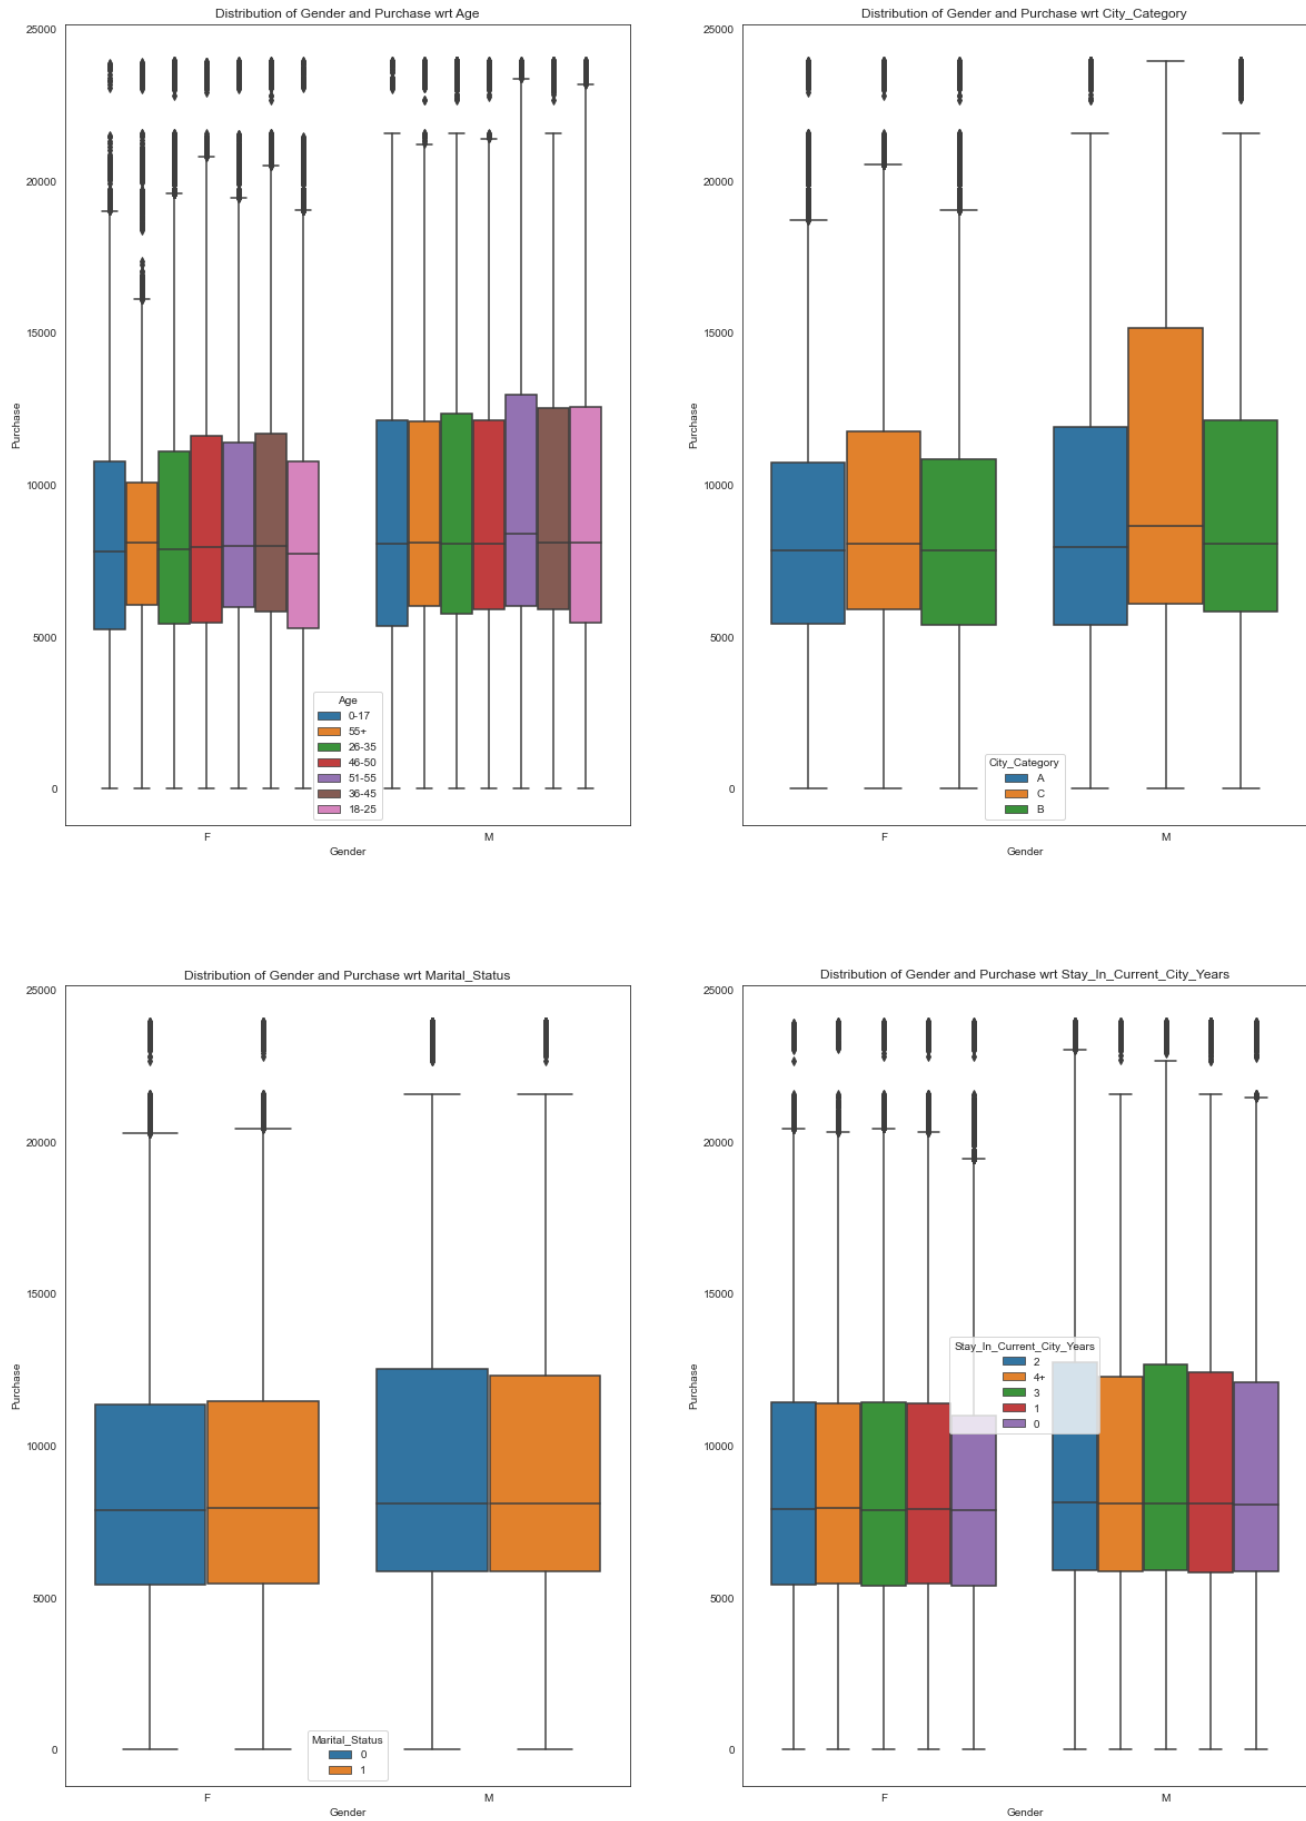 Distribution of Gender and Purchase wrt Age
25000
20000
15000
10000
5000
0
Purchase
Age
0-17
55+
26-35
46-50
51-55
36-45
18-25
F
M
Gender
Distribution of Gender and Purchase wrt City_Category
25000
20000
15000
10000
5000
0
Purchase
City_Category
A
C
B
F
M
Gender
Distribution of Gender and Purchase wrt Marital_Status
25000
20000
15000
10000
5000
0
Purchase
Marital_Status
0
1
F
M
Gender
Distribution of Gender and Purchase wrt Stay_In_Current_City_Years
25000
20000
15000
10000
5000
0
Purchase
Stay_In_Current_City_Years
2
4+
3
1
0
F
M
Gender